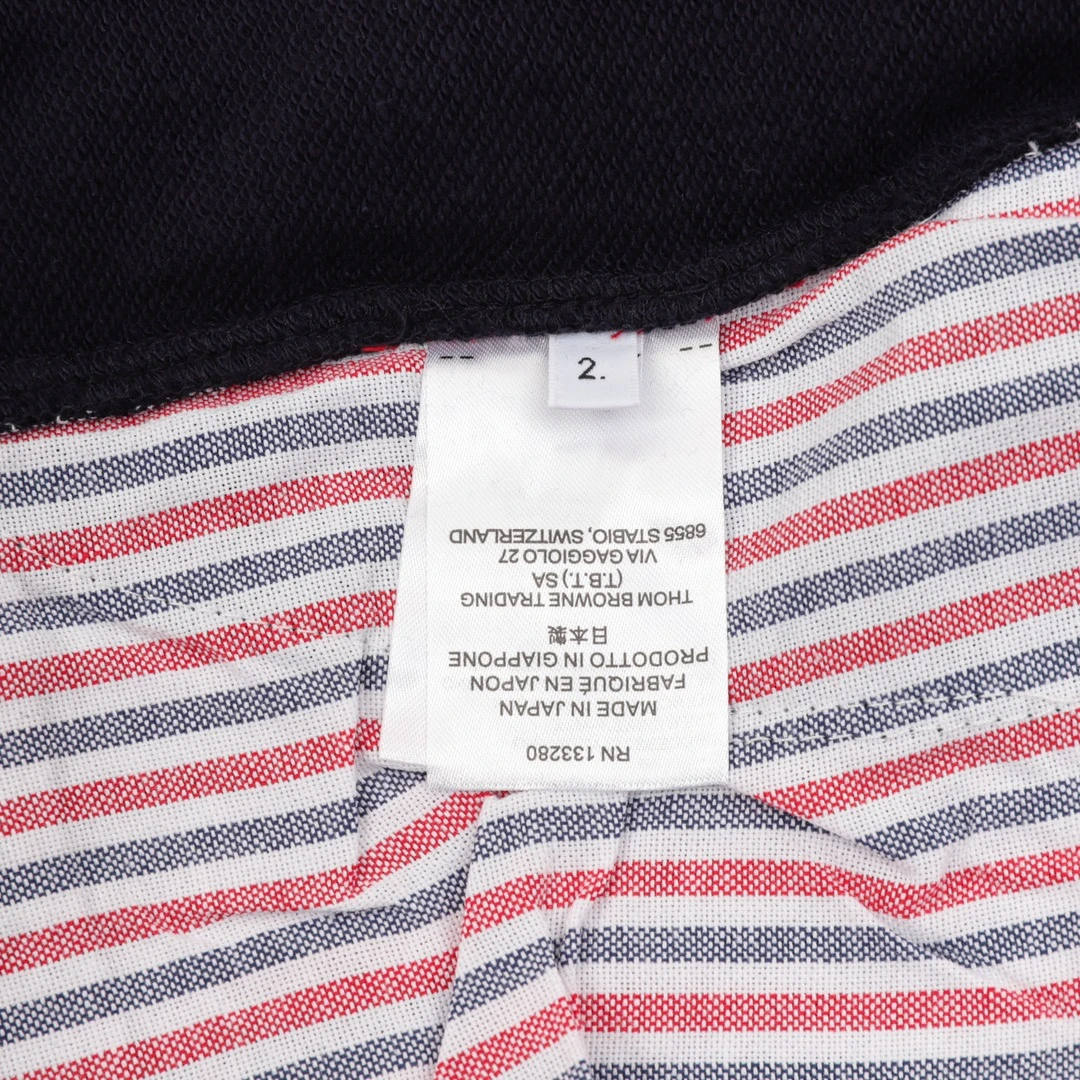 2.
RN 133280
MADE IN JAPAN
FABRIQUÉ EN JAPON
PRODOTTO IN GIAPPONE
日本製
THOM BROWNE TRADING
(T.B.T.) SA
VIA GAGGIOLO 27
6855 STABIO, SWITZERLAND